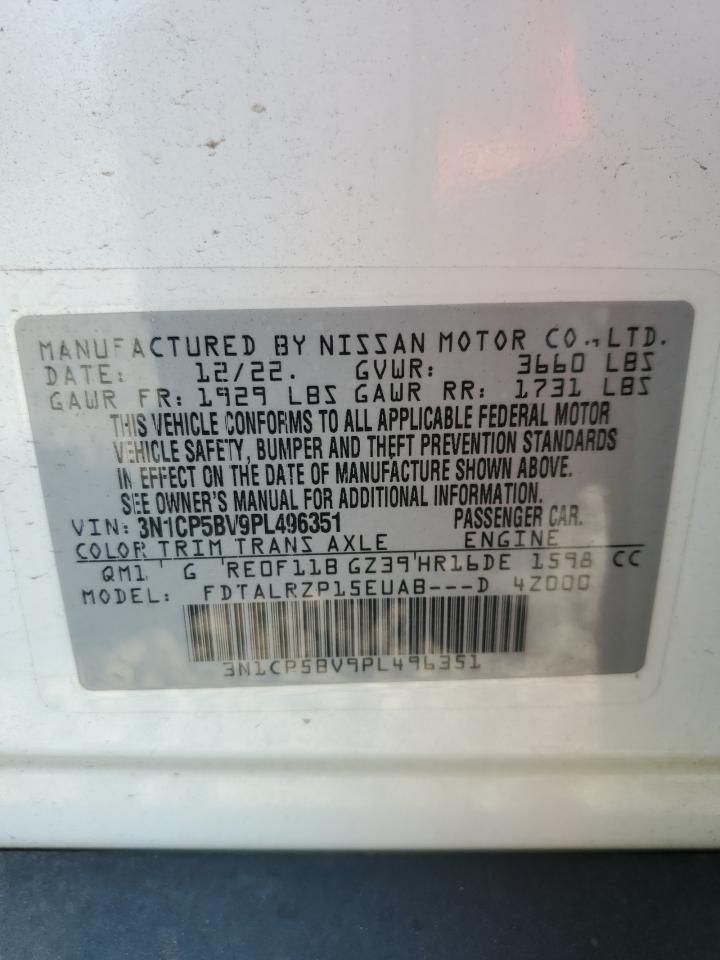 MANUFACTURED BY NISSAN MOTOR CO., LTD.
DATE: 12/22. GVWR: 3660 LBS
GAWR FR: 1929 LBS GAWR RR: 1731 LBS
THIS VEHICLE CONFORMS TO ALL APPLICABLE FEDERAL MOTOR
VEHICLE SAFETY, BUMPER AND THEFT PREVENTION STANDARDS
IN EFFECT ON THE DATE OF MANUFACTURE SHOWN ABOVE.
SEE OWNER'S MANUAL FOR ADDITIONAL INFORMATION.
VIN: 3N1CP5BV9PL496351 PASSENGER CAR.
COLOR TRIM TRANS AXLE ENGINE
QM1 G RE0F11B GZ39 HR16DE 1598 CC
MODEL: FDTALRZP15EUAB---D 4Z000
3N1CP5BV9PL496351